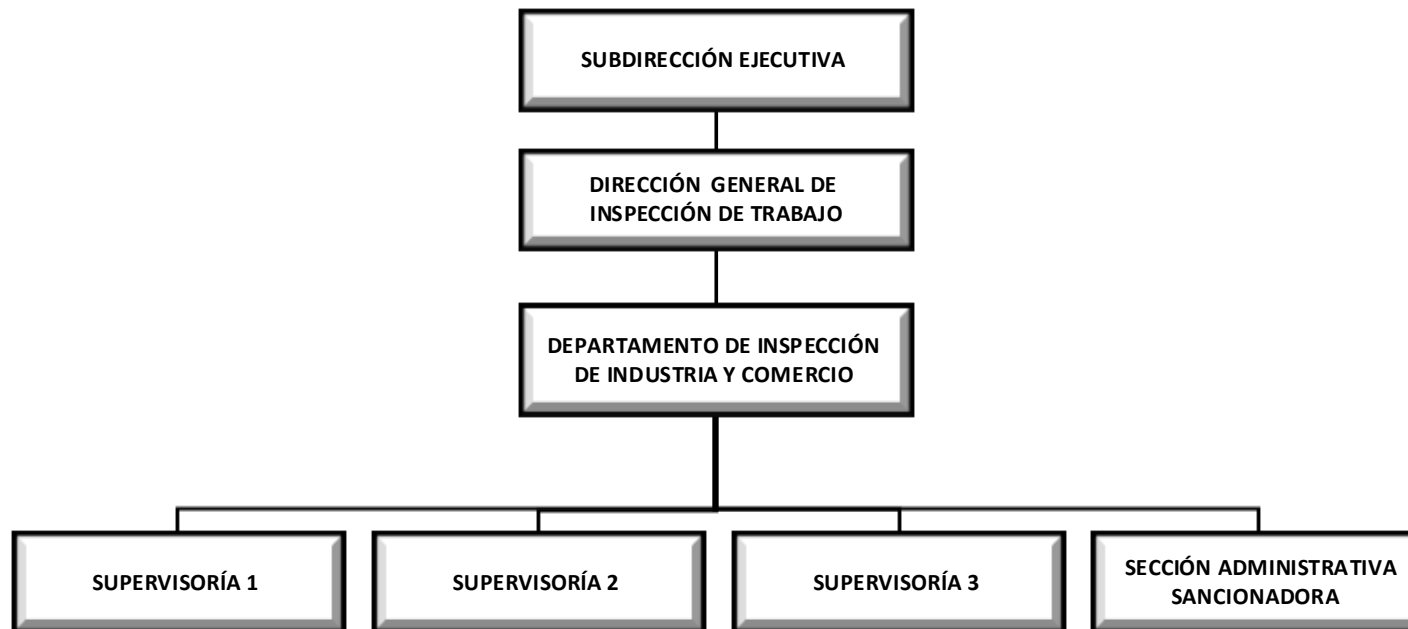 SUBDIRECCIÓN EJECUTIVA
DIRECCIÓN GENERAL DE
INSPECCIÓN DE TRABAJO
DEPARTAMENTO DE INSPECCIÓN
DE INDUSTRIA Y COMERCIO
SUPERVISORÍA 1
SUPERVISORÍA 2
SUPERVISORÍA 3
SECCIÓN ADMINISTRATIVA
SANCIONADORA